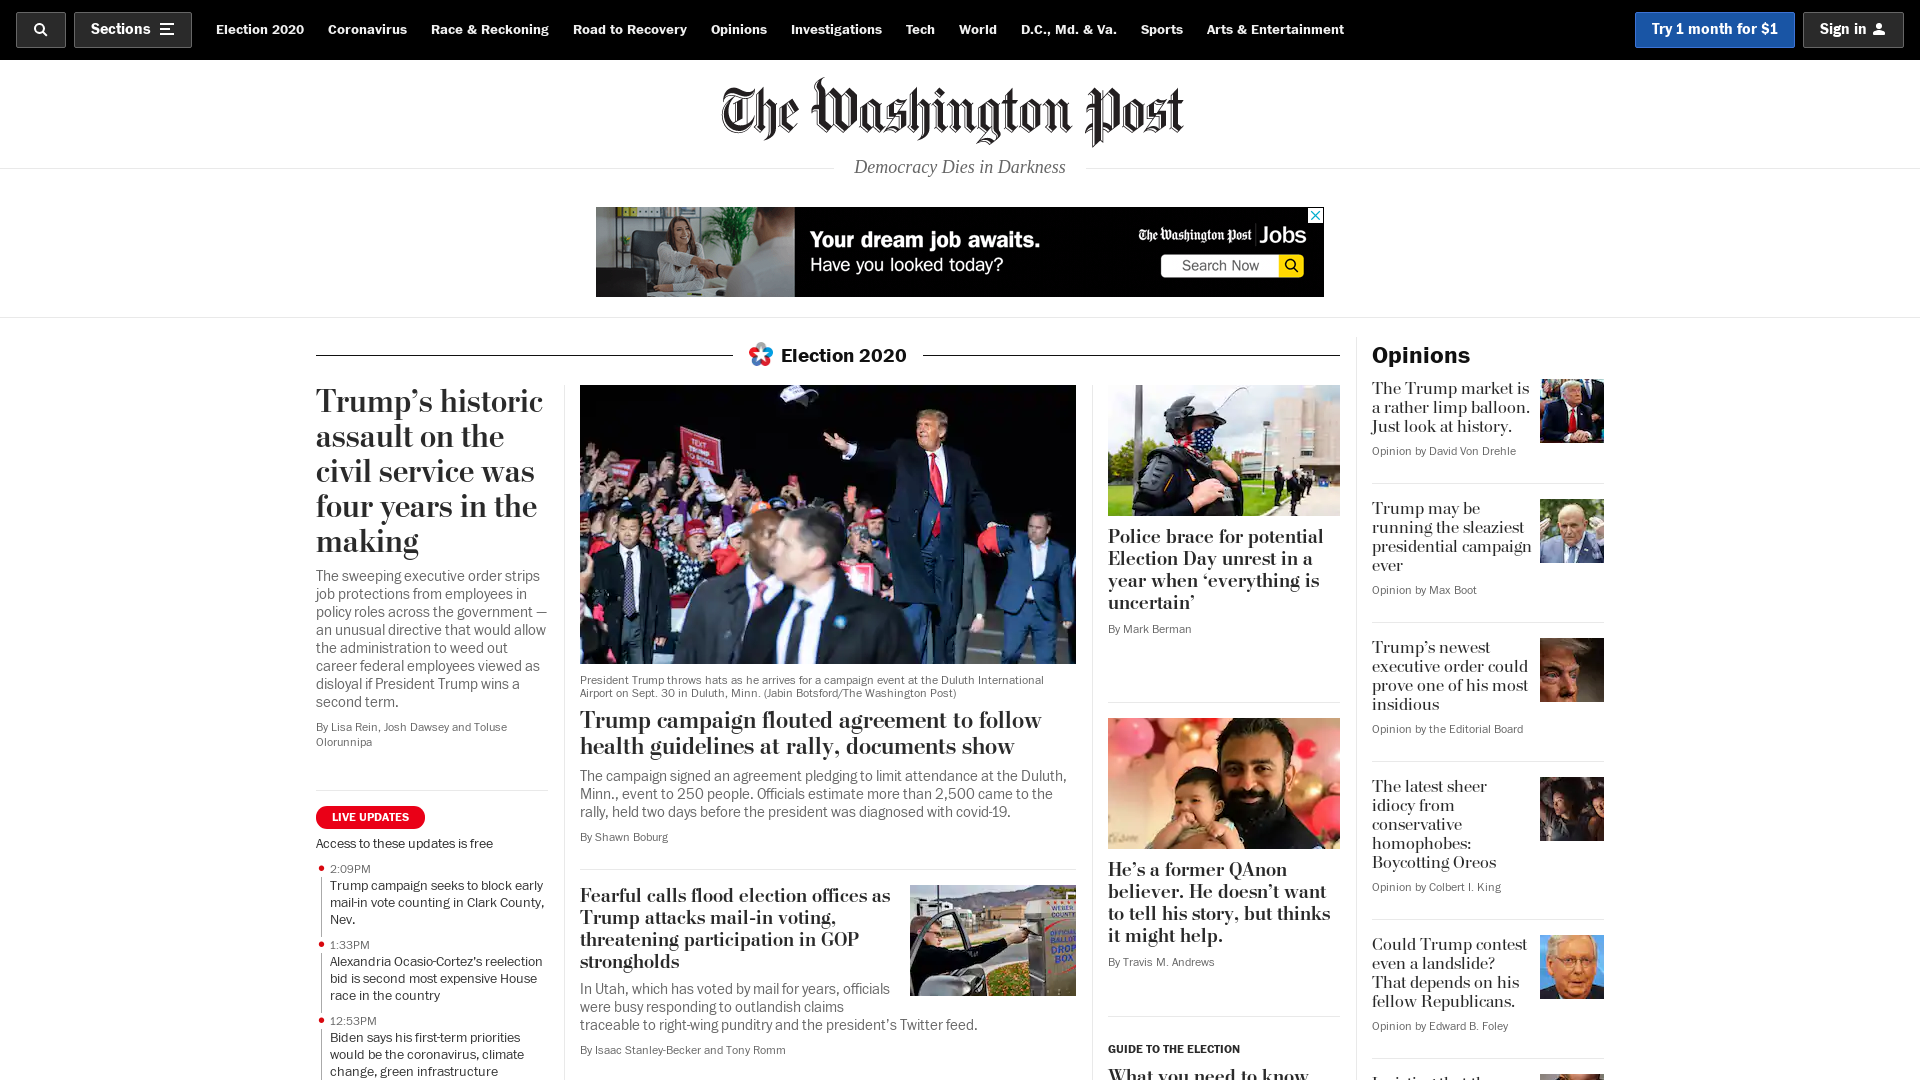 Sections
Election 2020
Coronavirus
Race & Reckoning
Road to Recovery
Opinions
Investigations
Tech
World
D.C., Md. & Va.
Sports
Arts & Entertainment
Try 1 month for $1
Sign in
The Washington Post
Democracy Dies in Darkness
Your dream job awaits.
Have you looked today?
The Washington Post Jobs
Search Now
Election 2020
Trump’s historic
assault on the
civil service was
four years in the
making
The sweeping executive order strips
job protections from employees in
policy roles across the government —
an unusual directive that would allow
the administration to weed out
career federal employees viewed as
disloyal if President Trump wins a
second term.
By Lisa Rein, Josh Dawsey and Toluse
Olorunnipa
LIVE UPDATES
Access to these updates is free
2:09PM
Trump campaign seeks to block early
mail-in vote counting in Clark County,
Nev.
1:33PM
Alexandria Ocasio-Cortez’s reelection
bid is second most expensive House
race in the country
12:53PM
Biden says his first-term priorities
would be the coronavirus, climate
change, green infrastructure
President Trump throws hats as he arrives for a campaign event at the Duluth International
Airport on Sept. 30 in Duluth, Minn. (Jabin Botsford/The Washington Post)
Trump campaign flouted agreement to follow
health guidelines at rally, documents show
The campaign signed an agreement pledging to limit attendance at the Duluth,
Minn., event to 250 people. Officials estimate more than 2,500 came to the
rally, held two days before the president was diagnosed with covid-19.
By Shawn Boburg
Fearful calls flood election offices as
Trump attacks mail-in voting,
threatening participation in GOP
strongholds
In Utah, which has voted by mail for years, officials
were busy responding to outlandish claims
traceable to right-wing punditry and the president’s Twitter feed.
By Isaac Stanley-Becker and Tony Romm
WEBER
COUNTY
OFFICIAL
BALLOT
DROP
BOX
Police brace for potential
Election Day unrest in a
year when ‘everything is
uncertain’
By Mark Berman
He’s a former QAnon
believer. He doesn’t want
to tell his story, but thinks
it might help.
By Travis M. Andrews
GUIDE TO THE ELECTION
What you need to know
Opinions
The Trump market is
a rather limp balloon.
Just look at history.
Opinion by David Von Drehle
Trump may be
running the sleaziest
presidential campaign
ever
Opinion by Max Boot
Trump’s newest
executive order could
prove one of his most
insidious
Opinion by the Editorial Board
The latest sheer
idiocy from
conservative
homophobes:
Boycotting Oreos
Opinion by Colbert I. King
Could Trump contest
even a landslide?
That depends on his
fellow Republicans.
Opinion by Edward B. Foley